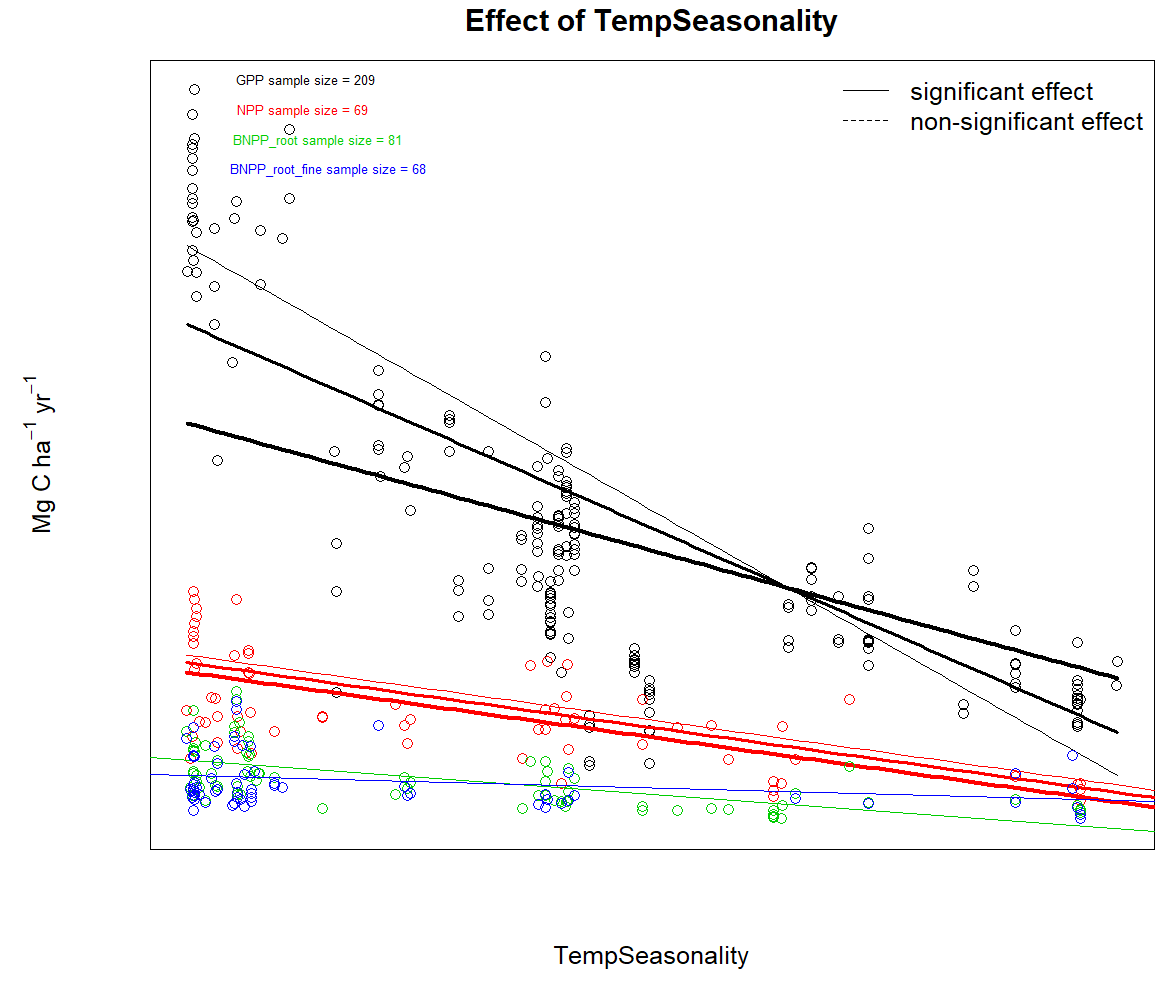 Effect of TempSeasonality
GPP sample size = 209
NPP sample size = 69
BNPP_root sample size = 81
BNPP_root_fine sample size = 68
significant effect
non-significant effect
Mg C ha⁻¹ yr⁻¹
TempSeasonality